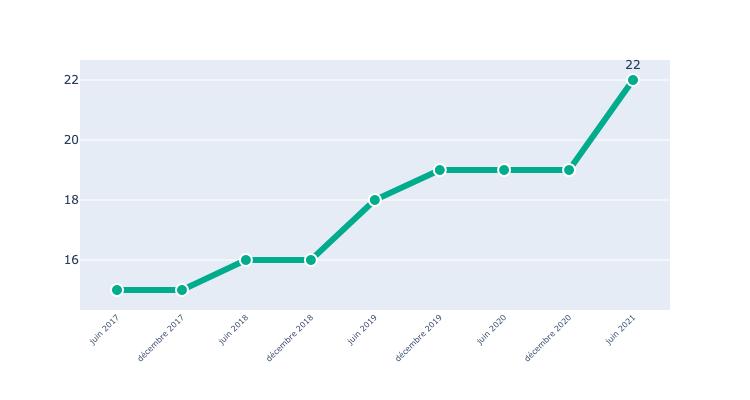 22
22
20
18
16
juin 2017
décembre 2017
juin 2018
décembre 2018
juin 2019
décembre 2019
juin 2020
décembre 2020
juin 2021